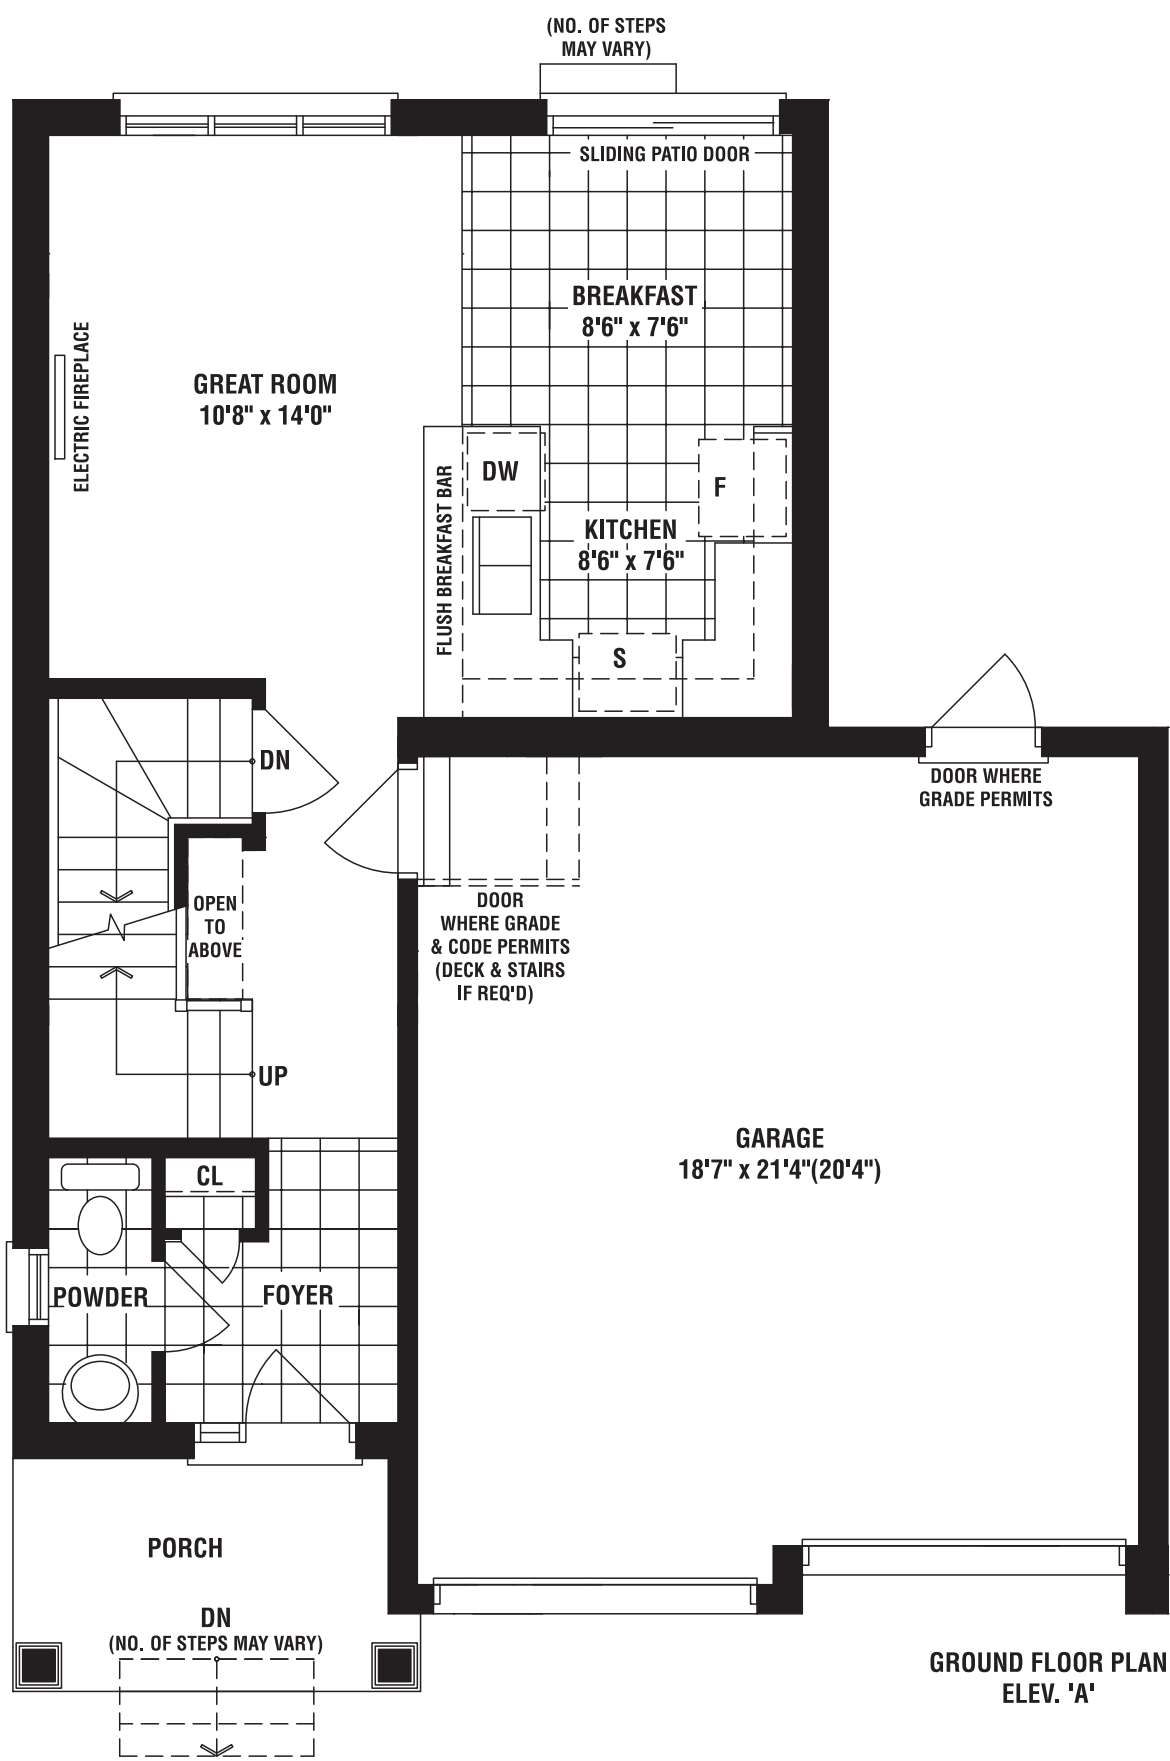 (NO. OF STEPS
MAY VARY)
SLIDING PATIO DOOR
BREAKFAST
8'6" x 7'6"
ELECTRIC FIREPLACE
GREAT ROOM
10'8" x 14'0"
FLUSH BREAKFAST BAR
DW
F
KITCHEN
8'6" x 7'6"
S
DN
DOOR WHERE
GRADE PERMITS
OPEN
TO
ABOVE
DOOR
WHERE GRADE
& CODE PERMITS
(DECK & STAIRS
IF REQ'D)
UP
GARAGE
18'7" x 21'4"(20'4")
CL
POWDER
FOYER
PORCH
DN
(NO. OF STEPS MAY VARY)
GROUND FLOOR PLAN
ELEV. 'A'